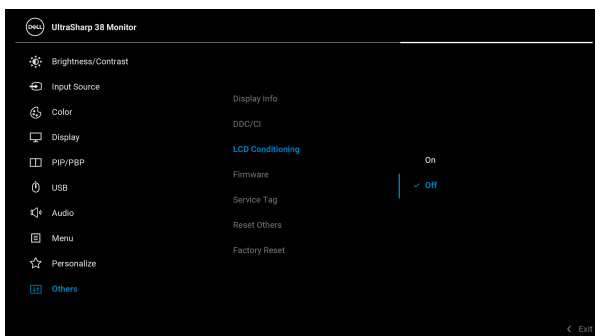 DELL
UltraSharp 38 Monitor
Brightness/Contrast
Input Source
Color
Display
PIP/PBP
USB
Audio
Menu
Personalize
Others
Display Info
DDC/CI
LCD Conditioning
Firmware
Service Tag
Reset Others
Factory Reset
On
Off
Exit